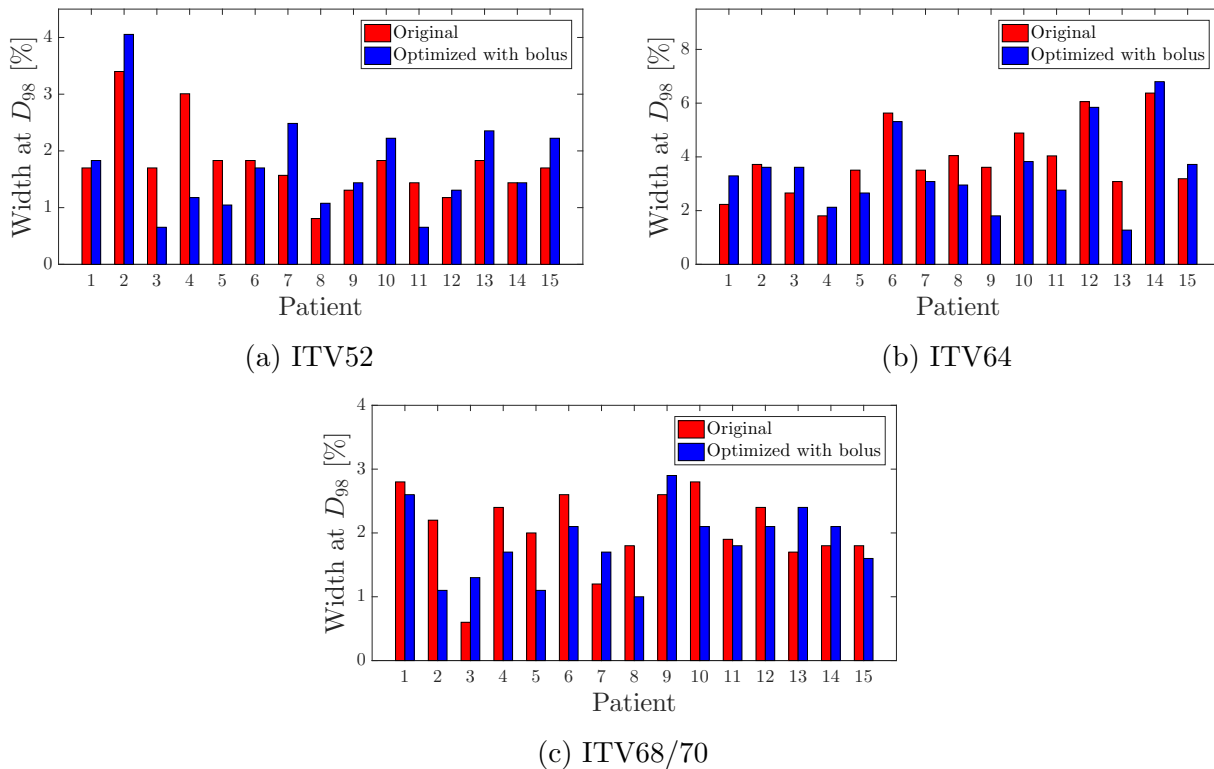 Width at D98 [%]
4
3
2
1
0
Original
Optimized with bolus
1 2 3 4 5 6 7 8 9 10 11 12 13 14 15
Patient
(a) ITV52
Width at D98 [%]
8
6
4
2
0
Original
Optimized with bolus
1 2 3 4 5 6 7 8 9 10 11 12 13 14 15
Patient
(b) ITV64
Width at D98 [%]
4
3
2
1
0
Original
Optimized with bolus
1 2 3 4 5 6 7 8 9 10 11 12 13 14 15
Patient
(c) ITV68/70